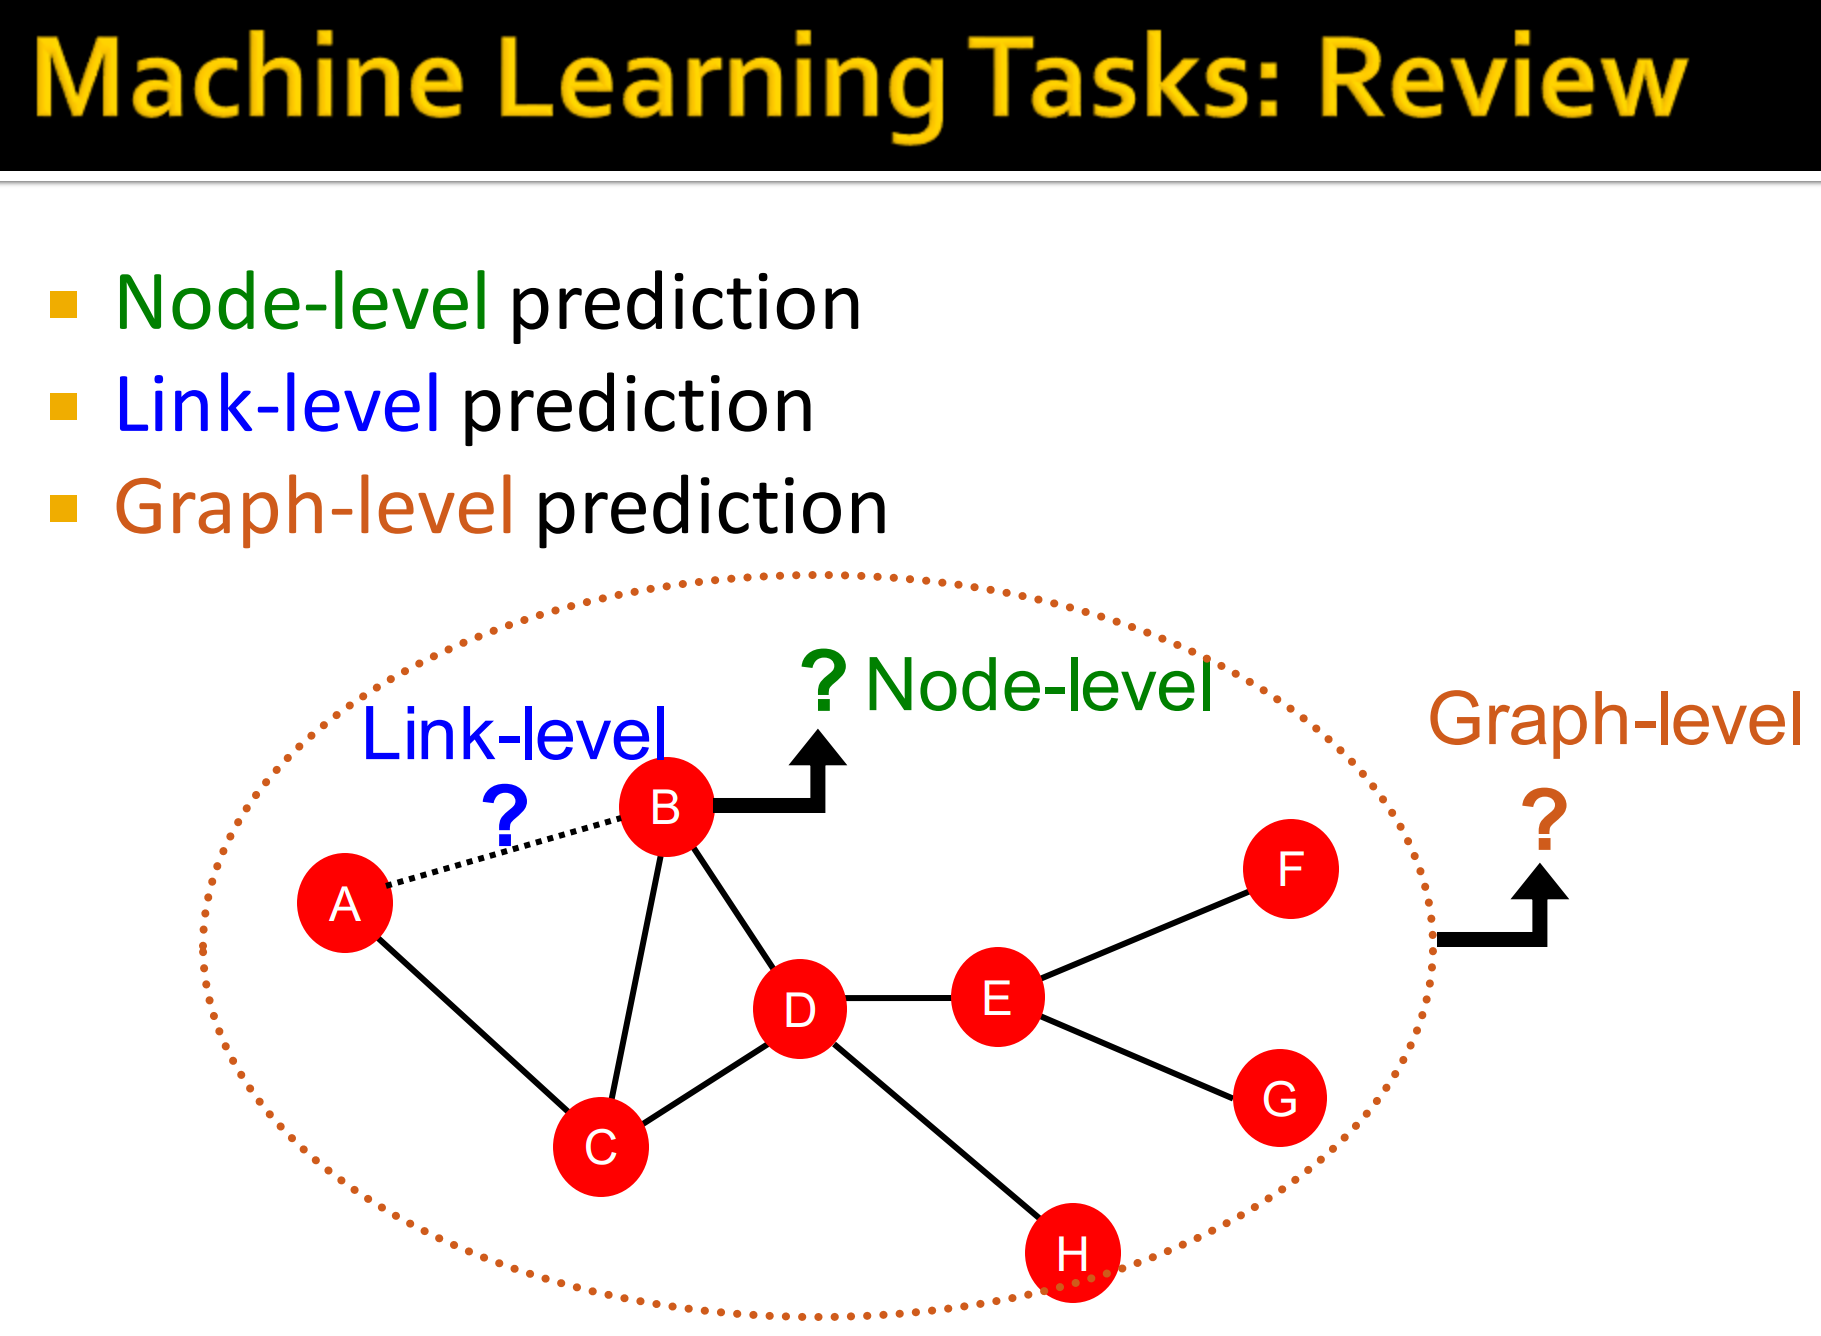 Machine Learning Tasks: Review
Node-level prediction
Link-level prediction
Graph-level prediction
? Node-level
Link-level
?
Graph-level
?
B
A
F
D
E
C
G
H